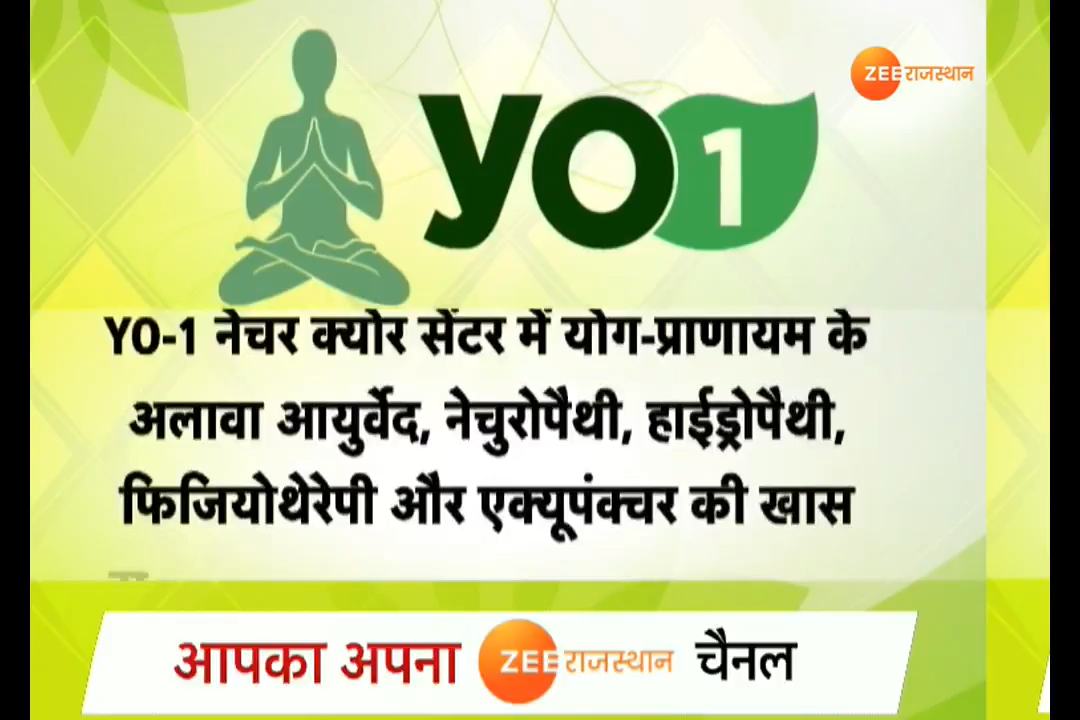 ZEE राजस्थान
YO1
YO-1 नेचर क्योर सेंटर में योग-प्राणायम के
अलावा आयुर्वेद, नेचुरोपैथी, हाईड्रोपैथी,
फिजियोथेरेपी और एक्यूपंक्चर की खास
आपका अपना ZEE राजस्थान चैनल